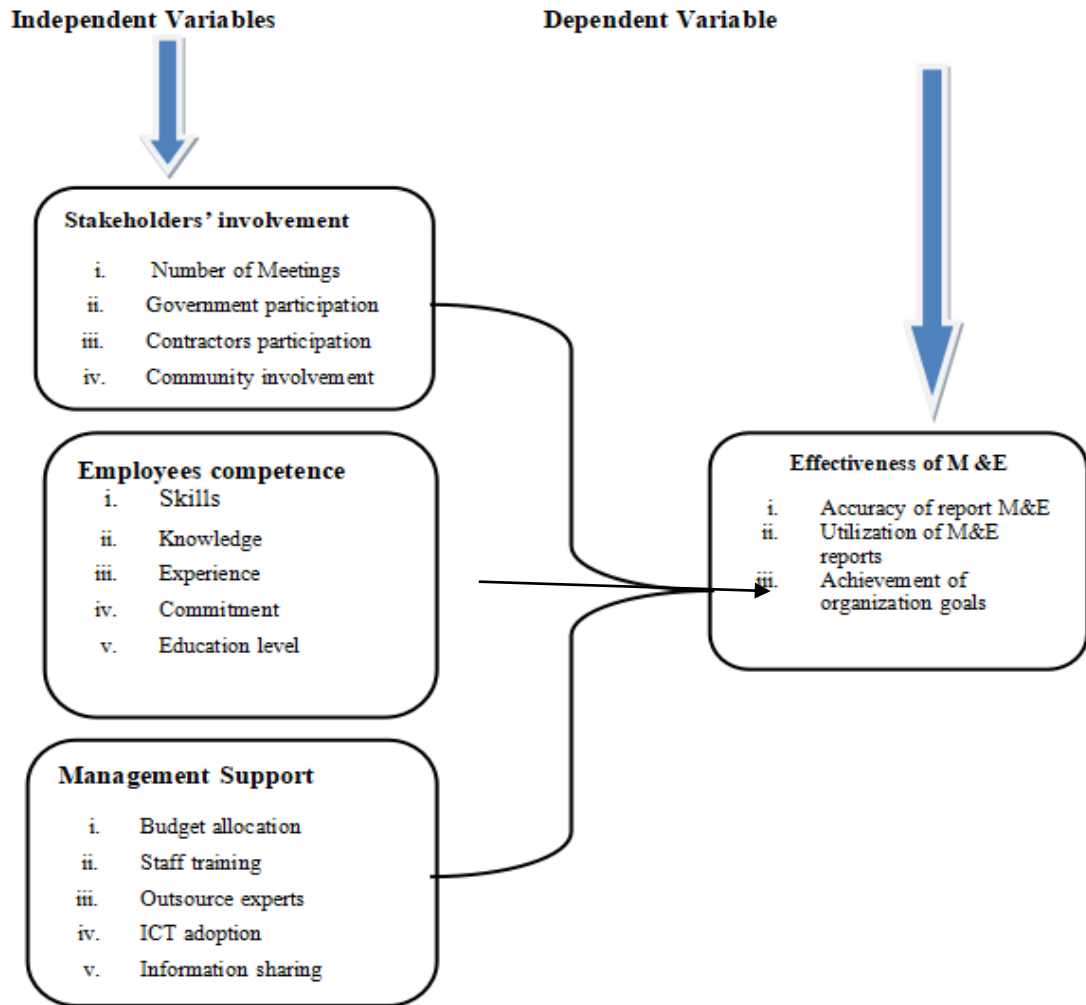 Independent Variables
Dependent Variable
Stakeholders' involvement
i. Number of Meetings
ii. Government participation
iii. Contractors participation
iv. Community involvement
Employees competence
i. Skills
ii. Knowledge
iii. Experience
iv. Commitment
v. Education level
Management Support
i. Budget allocation
ii. Staff training
iii. Outsource experts
iv. ICT adoption
v. Information sharing
Effectiveness of M &E
i. Accuracy of report M&E
ii. Utilization of M&E
reports
iii. Achievement of
organization goals